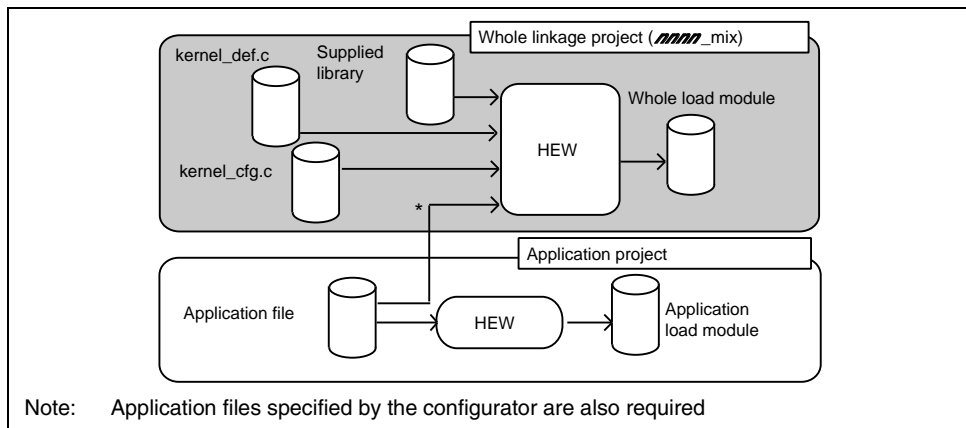 Whole linkage project (nnnn_mix)
kernel_def.c
Supplied
library
Whole load module
HEW
kernel_cfg.c
*
Application project
Application file
HEW
Application
load module
Note: Application files specified by the configurator are also required